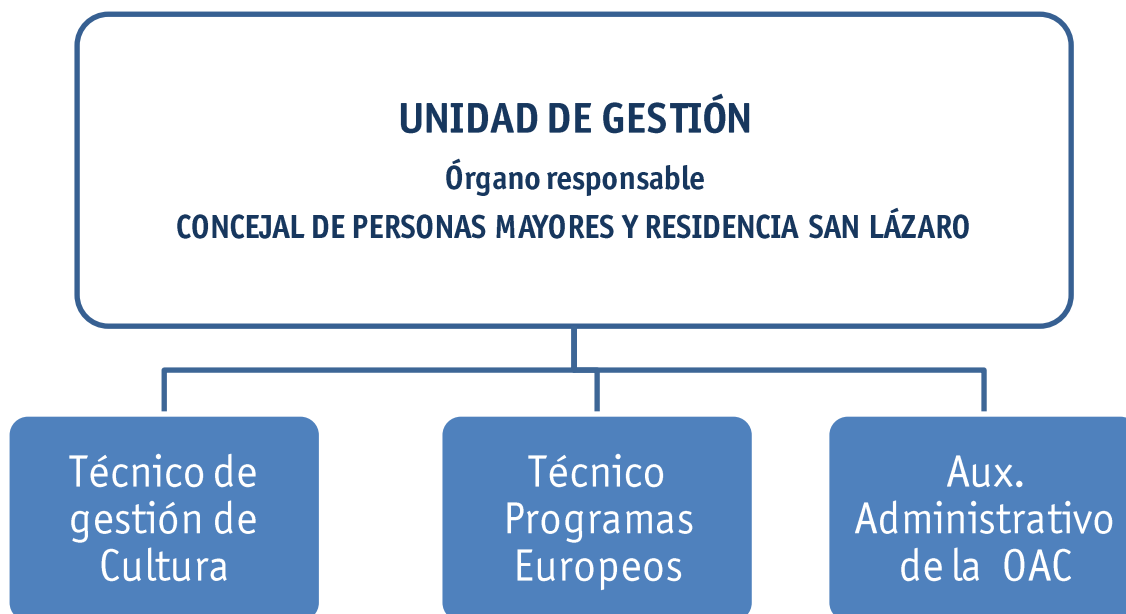 UNIDAD DE GESTIÓN
Órgano responsable
CONCEJAL DE PERSONAS MAYORES Y RESIDENCIA SAN LÁZARO
Técnico de
gestión de
Cultura
Técnico
Programas
Europeos
Aux.
Administrativo
de la OAC